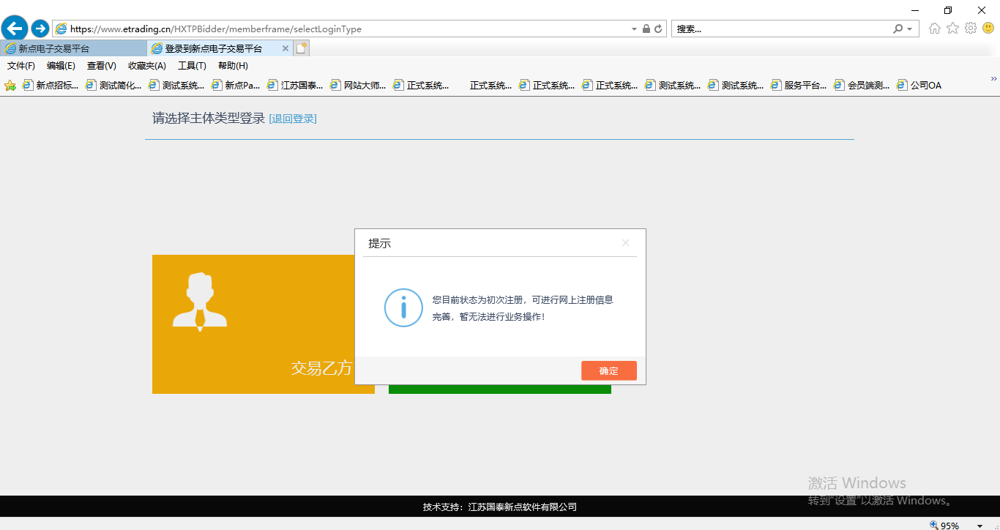 https://www.etrading.cn/HXTPBidder/memberframe/selectLoginType
搜索...
新点电子交易平台
登录到新点电子交易平台
文件(F) 编辑(E) 查看(V) 收藏夹(A) 工具(T) 帮助(H)
新点招标... 测试简化... 测试系统... 新点Pa... 江苏国泰... 网站大师... 正式系统... 正式系统... 正式系统... 正式系统... 测试系统... 测试系统... 服务平台... 会员端测... 公司OA
请选择主体类型登录 [退回登录]
提示
您目前状态为初次注册，可进行网上注册信息
完善，暂无法进行业务操作！
交易乙方
确定
激活 Windows
转到"设置"以激活 Windows。
技术支持：江苏国泰新点软件有限公司
95%